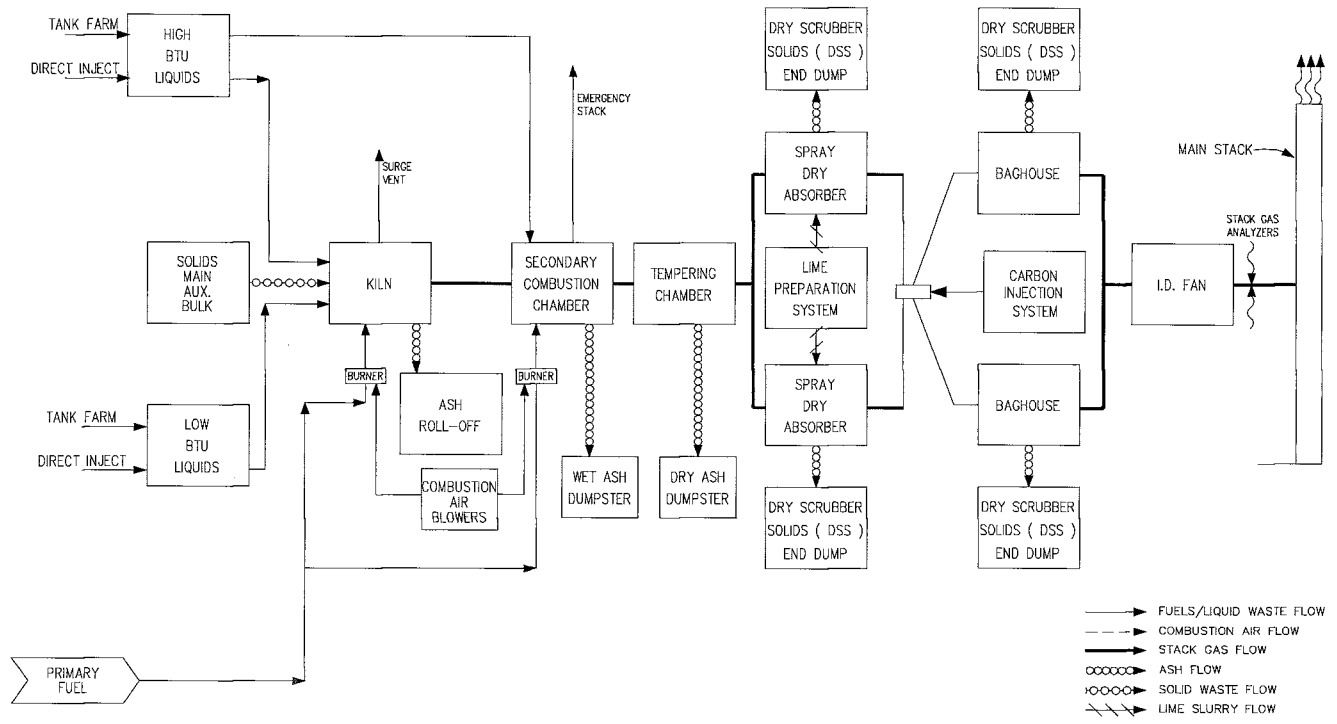 TANK FARM
DIRECT INJECT
HIGH
BTU
LIQUIDS
SOLIDS
MAIN
AUX.
BULK
TANK FARM
DIRECT INJECT
LOW
BTU
LIQUIDS
PRIMARY
FUEL
SURGE
VENT
KILN
BURNER
ASH
ROLL-OFF
COMBUSTION
AIR
BLOWERS
EMERGENCY
STACK
SECONDARY
COMBUSTION
CHAMBER
BURNER
WET ASH
DUMPSTER
TEMPERING
CHAMBER
DRY ASH
DUMPSTER
DRY SCRUBBER
SOLIDS ( DSS )
END DUMP
SPRAY
DRY
ABSORBER
LIME
PREPARATION
SYSTEM
SPRAY
DRY
ABSORBER
DRY SCRUBBER
SOLIDS ( DSS )
END DUMP
DRY SCRUBBER
SOLIDS ( DSS )
END DUMP
BAGHOUSE
CARBON
INJECTION
SYSTEM
BAGHOUSE
DRY SCRUBBER
SOLIDS ( DSS )
END DUMP
I.D. FAN
STACK GAS
ANALYZERS
MAIN STACK
FUELS/LIQUID WASTE FLOW
COMBUSTION AIR FLOW
STACK GAS FLOW
ASH FLOW
SOLID WASTE FLOW
LIME SLURRY FLOW